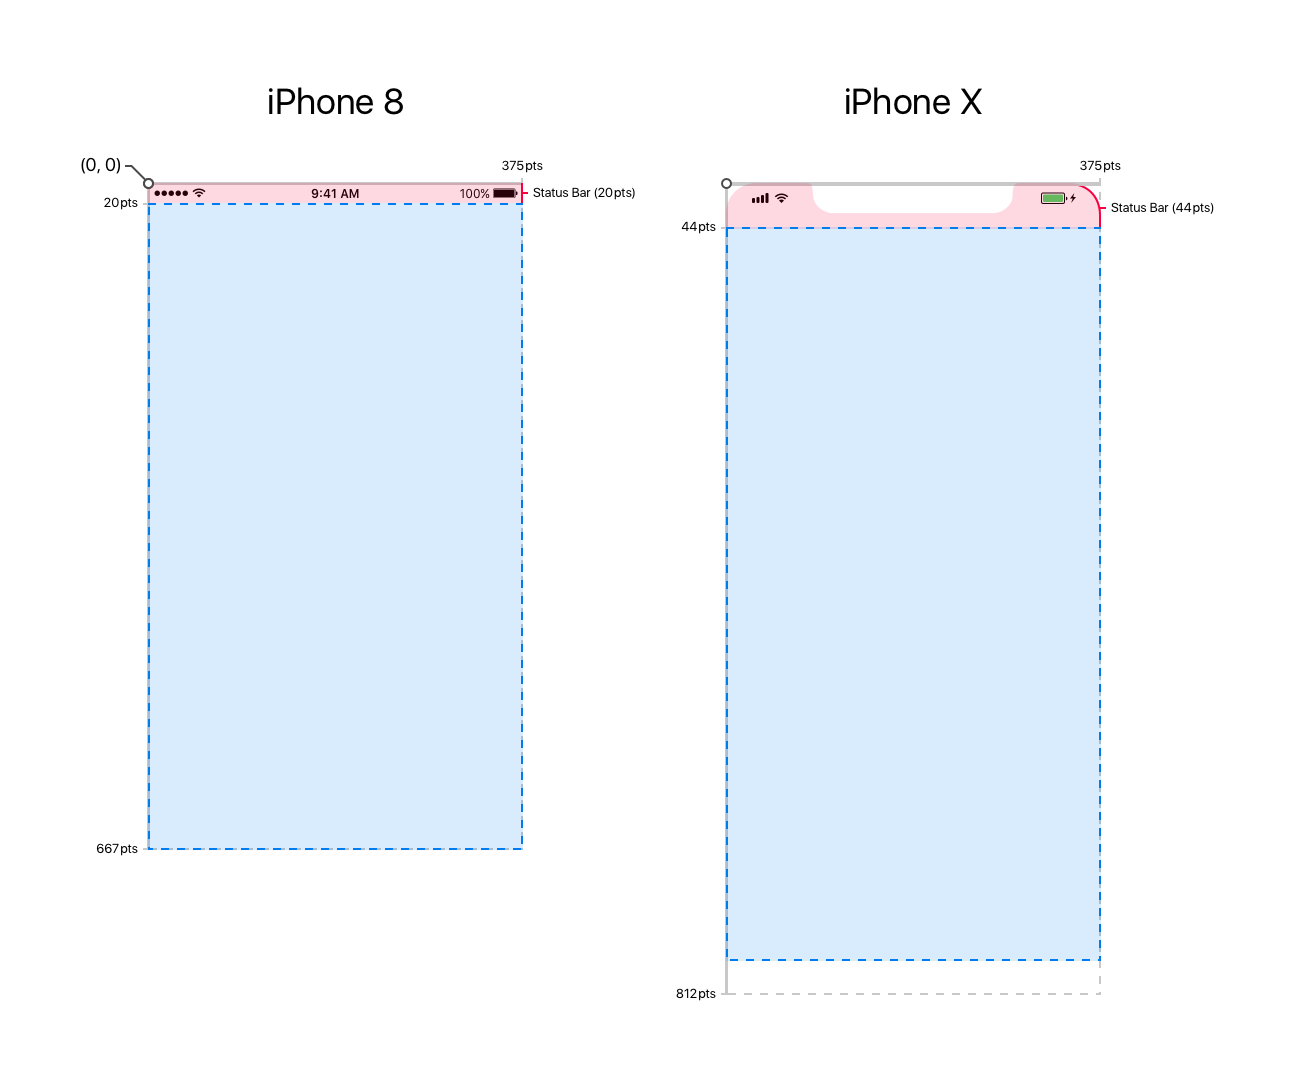 iPhone 8
iPhone X
(0, 0)
375pts
375pts
9:41 AM
100%
Status Bar (20pts)
20pts
Status Bar (44pts)
44pts
667pts
812pts